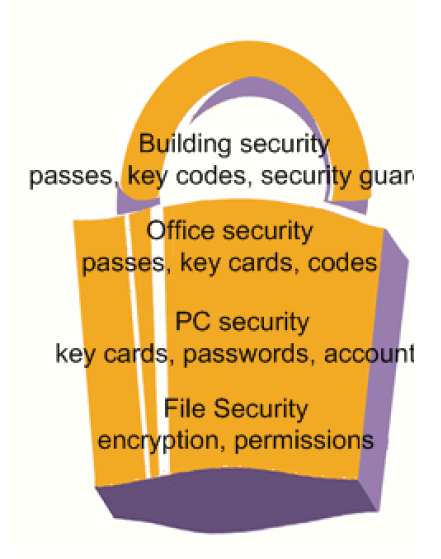 Building security
passes, key codes, security guar
Office security
passes, key cards, codes
PC security
key cards, passwords, account
File Security
encryption, permissions